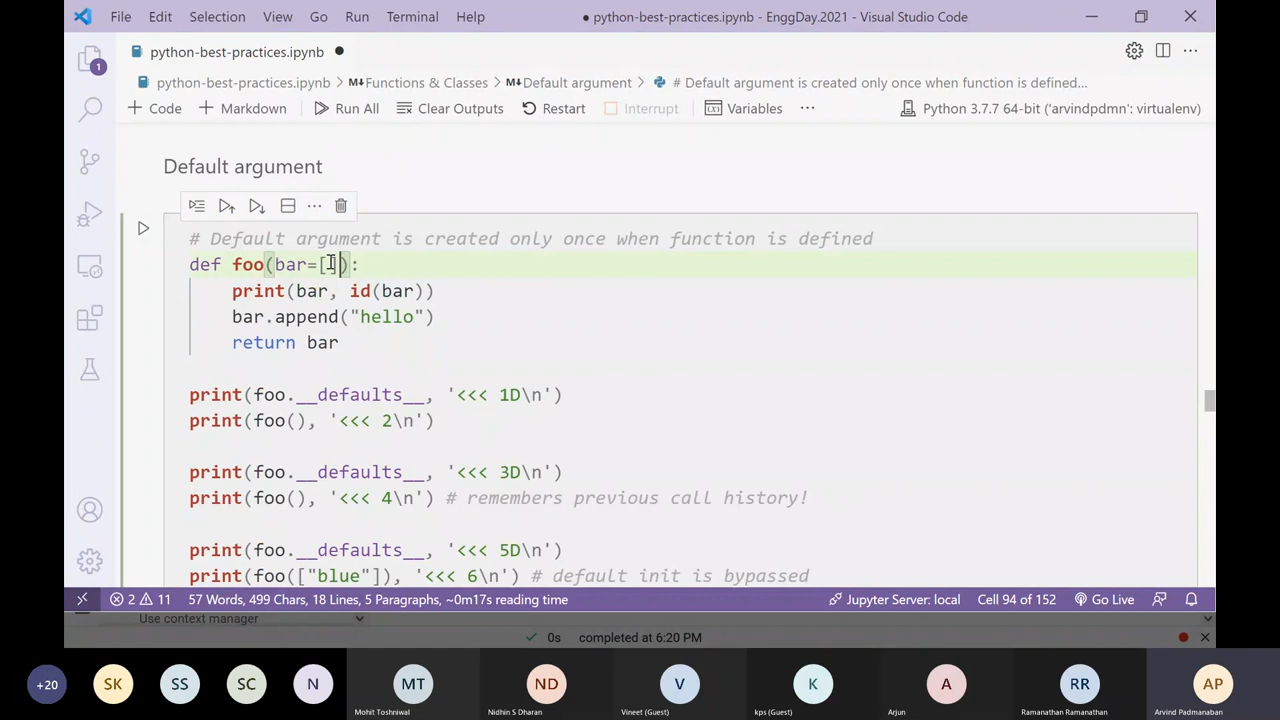 File Edit Selection View Go Run Terminal Help ● python-best-practices.ipynb - EnggDay.2021 - Visual Studio Code
python-best-practices.ipynb ●
python-best-practices.ipynb > M↓Functions & Classes > M↓Default argument > # Default argument is created only once when function is defined...
+ Code + Markdown Run All Clear Outputs Restart Interrupt Variables ··· Python 3.7.7 64-bit ('arvindpdmn': virtualenv)
1
Default argument
# Default argument is created only once when function is defined
def foo(bar=[]):
print(bar, id(bar))
bar.append("hello")
return bar
print(foo.__defaults__, '<<< 1D\n')
print(foo(), '<<< 2\n')
print(foo.__defaults__, '<<< 3D\n')
print(foo(), '<<< 4\n') # remembers previous call history!
print(foo.__defaults__, '<<< 5D\n')
print(foo(["blue"]), '<<< 6\n') # default init is bypassed
2 11 57 Words, 499 Chars, 18 Lines, 5 Paragraphs, ~0m17s reading time Jupyter Server: local Cell 94 of 152 Go Live
Use context manager
0s completed at 6:20 PM
+20 SK SS SC N MT ND V K A RR AP
Mohit Toshniwal Nidhin S Dharan Vineet (Guest) kps (Guest) Arjun Ramanathan Ramanathan Arvind Padmanaban